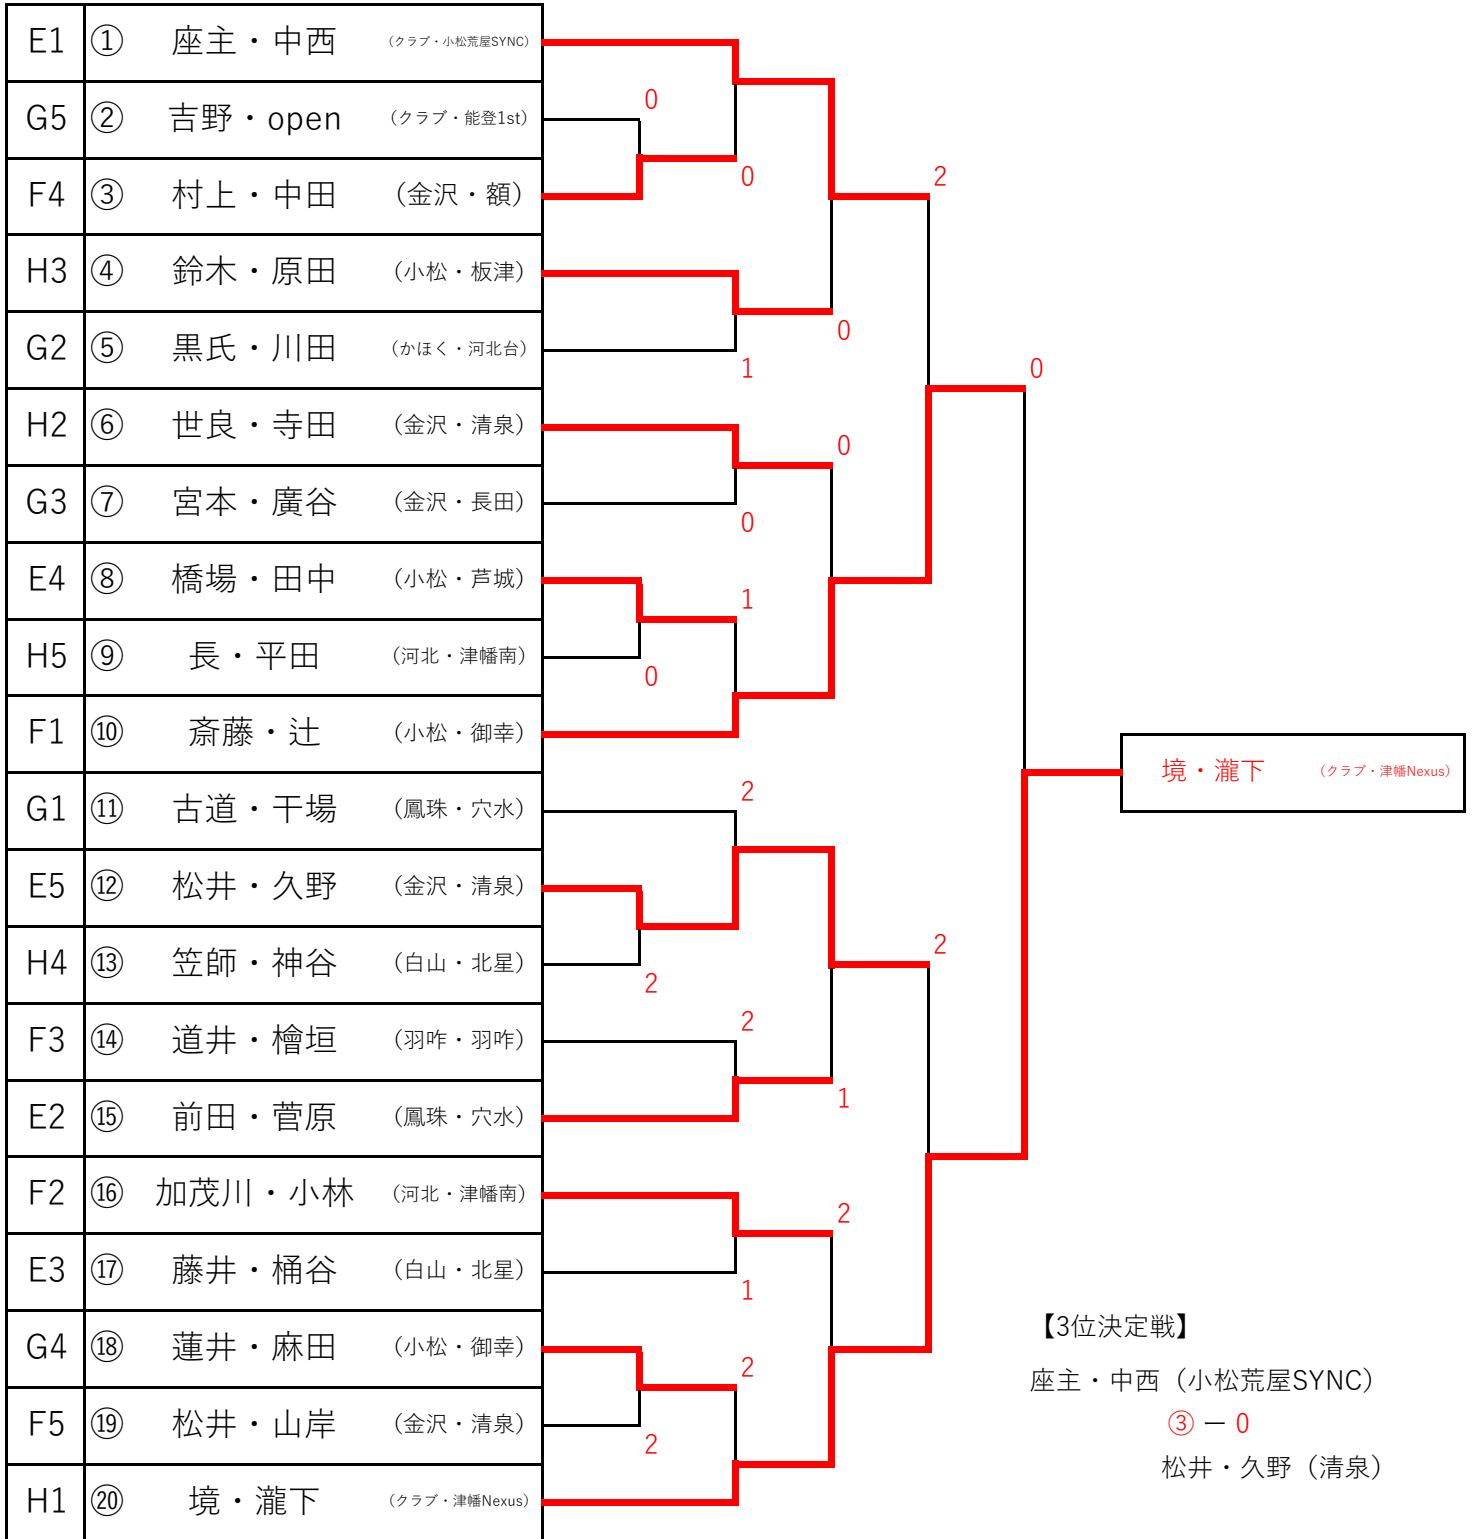 E1 ① 座主・中西 （クラブ・小松荒屋SYNC）
G5 ② 吉野・open （クラブ・能登1st）
0
F4 ③ 村上・中田 （金沢・額）
0
2
H3 ④ 鈴木・原田 （小松・板津）
0
G2 ⑤ 黒氏・川田 （かほく・河北台）
1
0
H2 ⑥ 世良・寺田 （金沢・清泉）
0
G3 ⑦ 宮本・廣谷 （金沢・長田）
0
E4 ⑧ 橋場・田中 （小松・芦城）
1
H5 ⑨ 長・平田 （河北・津幡南）
0
F1 ⑩ 斎藤・辻 （小松・御幸）
境・瀧下 （クラブ・津幡Nexus）
G1 ⑪ 古道・干場 （鳳珠・穴水）
2
E5 ⑫ 松井・久野 （金沢・清泉）
2
H4 ⑬ 笠師・神谷 （白山・北星）
2
F3 ⑭ 道井・檜垣 （羽咋・羽咋）
2
E2 ⑮ 前田・菅原 （鳳珠・穴水）
1
F2 ⑯ 加茂川・小林 （河北・津幡南）
2
E3 ⑰ 藤井・桶谷 （白山・北星）
1
G4 ⑱ 蓮井・麻田 （小松・御幸）
2
F5 ⑲ 松井・山岸 （金沢・清泉）
2
H1 ⑳ 境・瀧下 （クラブ・津幡Nexus）
【3位決定戦】
座主・中西（小松荒屋SYNC）
③ － 0
松井・久野（清泉）